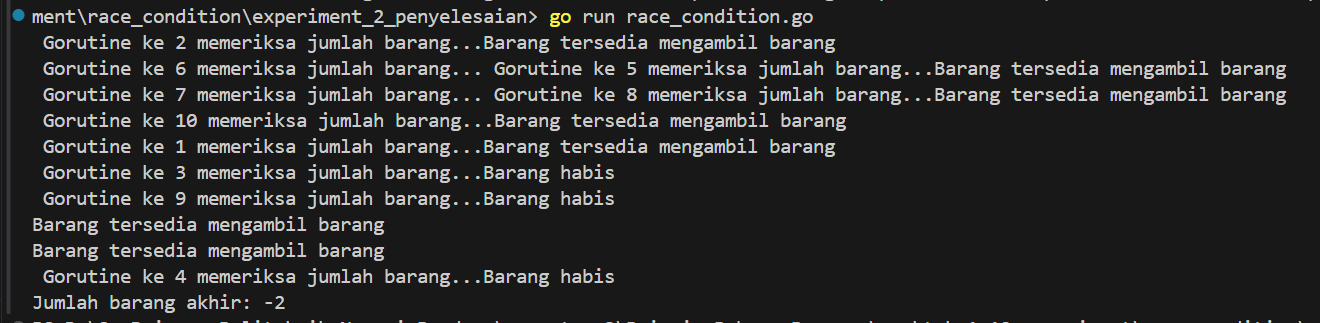 ment\race_condition\experiment_2_penyelesaian> go run race_condition.go
Gorutine ke 2 memeriksa jumlah barang...Barang tersedia mengambil barang
Gorutine ke 6 memeriksa jumlah barang... Gorutine ke 5 memeriksa jumlah barang...Barang tersedia mengambil barang
Gorutine ke 7 memeriksa jumlah barang... Gorutine ke 8 memeriksa jumlah barang...Barang tersedia mengambil barang
Gorutine ke 10 memeriksa jumlah barang...Barang tersedia mengambil barang
Gorutine ke 1 memeriksa jumlah barang...Barang tersedia mengambil barang
Gorutine ke 3 memeriksa jumlah barang...Barang habis
Gorutine ke 9 memeriksa jumlah barang...Barang habis
Barang tersedia mengambil barang
Barang tersedia mengambil barang
Gorutine ke 4 memeriksa jumlah barang...Barang habis
Jumlah barang akhir: -2